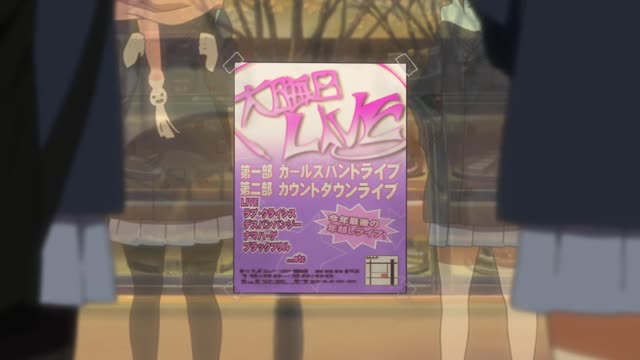 大晦日
LIVE
第一部 ガールズバンドライブ
第二部 カウントダウンライブ
LIVE
ラブ・クライシス
デスバンバンジー
ナマハ・ゲ
ブラックフラル
...etc
今年最後の
年越しライブ!